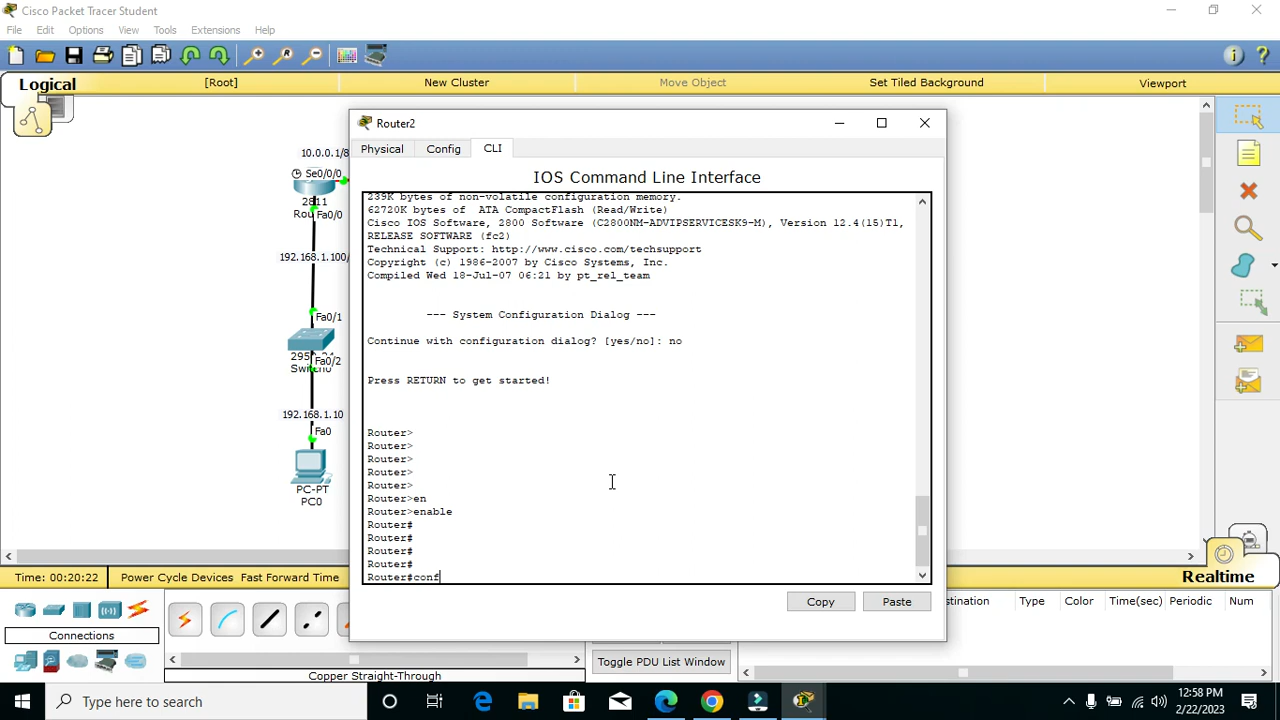 Cisco Packet Tracer Student
File Edit Options View Tools Extensions Help
Logical [Root] New Cluster Move Object Set Tiled Background Viewport
Router2
Physical Config CLI
IOS Command Line Interface
239K bytes of non-volatile configuration memory.
62720K bytes of ATA CompactFlash (Read/Write)
Cisco IOS Software, 2800 Software (C2800NM-ADVIPSERVICESK9-M), Version 12.4(15)T1,
RELEASE SOFTWARE (fc2)
Technical Support: http://www.cisco.com/techsupport
Copyright (c) 1986-2007 by Cisco Systems, Inc.
Compiled Wed 18-Jul-07 06:21 by pt_rel_team
--- System Configuration Dialog ---
Continue with configuration dialog? [yes/no]: no
Press RETURN to get started!
Router>
Router>
Router>
Router>
Router>
Router>en
Router>enable
Router#
Router#
Router#
Router#
Router#conf
Copy Paste
10.0.0.1/8
Se0/0/0
2811
Fa0/0
192.168.1.100/
Fa0/1
Fa0/2
192.168.1.10
Fa0
PC-PT
PC0
Time: 00:20:22 Power Cycle Devices Fast Forward Time
Realtime
Connections
Copper Straight-Through
Toggle PDU List Window
Type Color Time(sec) Periodic Num
Type here to search
12:58 PM
2/22/2023